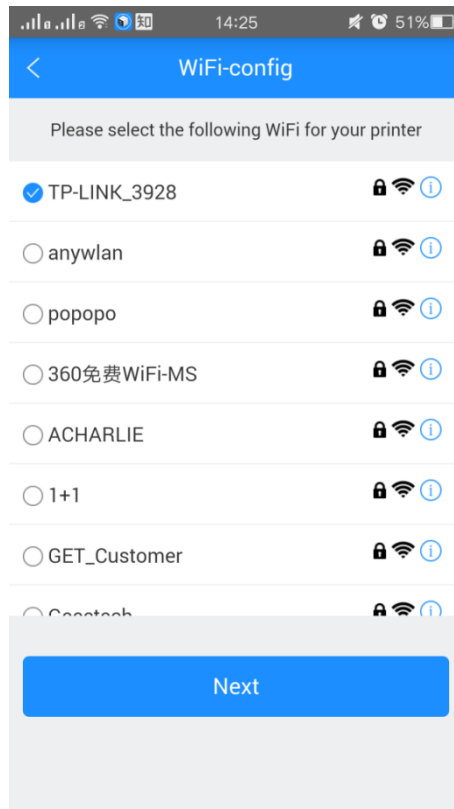 知 14:25 51%
WiFi-config
Please select the following WiFi for your printer
TP-LINK_3928
anywlan
popopo
360免费WiFi-MS
ACHARLIE
1+1
GET_Customer
Next